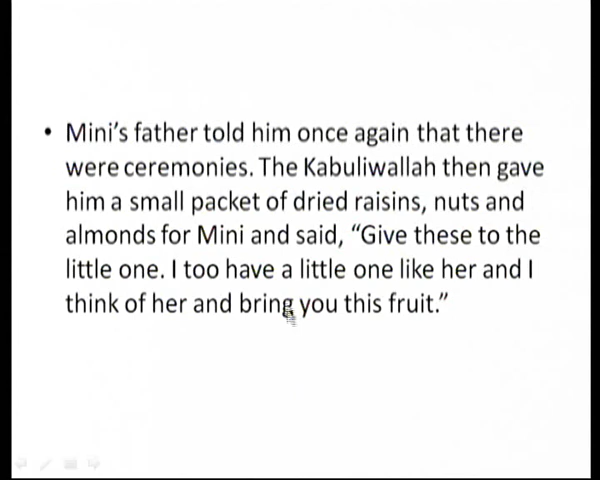 • Mini’s father told him once again that there
were ceremonies. The Kabuliwallah then gave
him a small packet of dried raisins, nuts and
almonds for Mini and said, “Give these to the
little one. I too have a little one like her and I
think of her and bring you this fruit.”